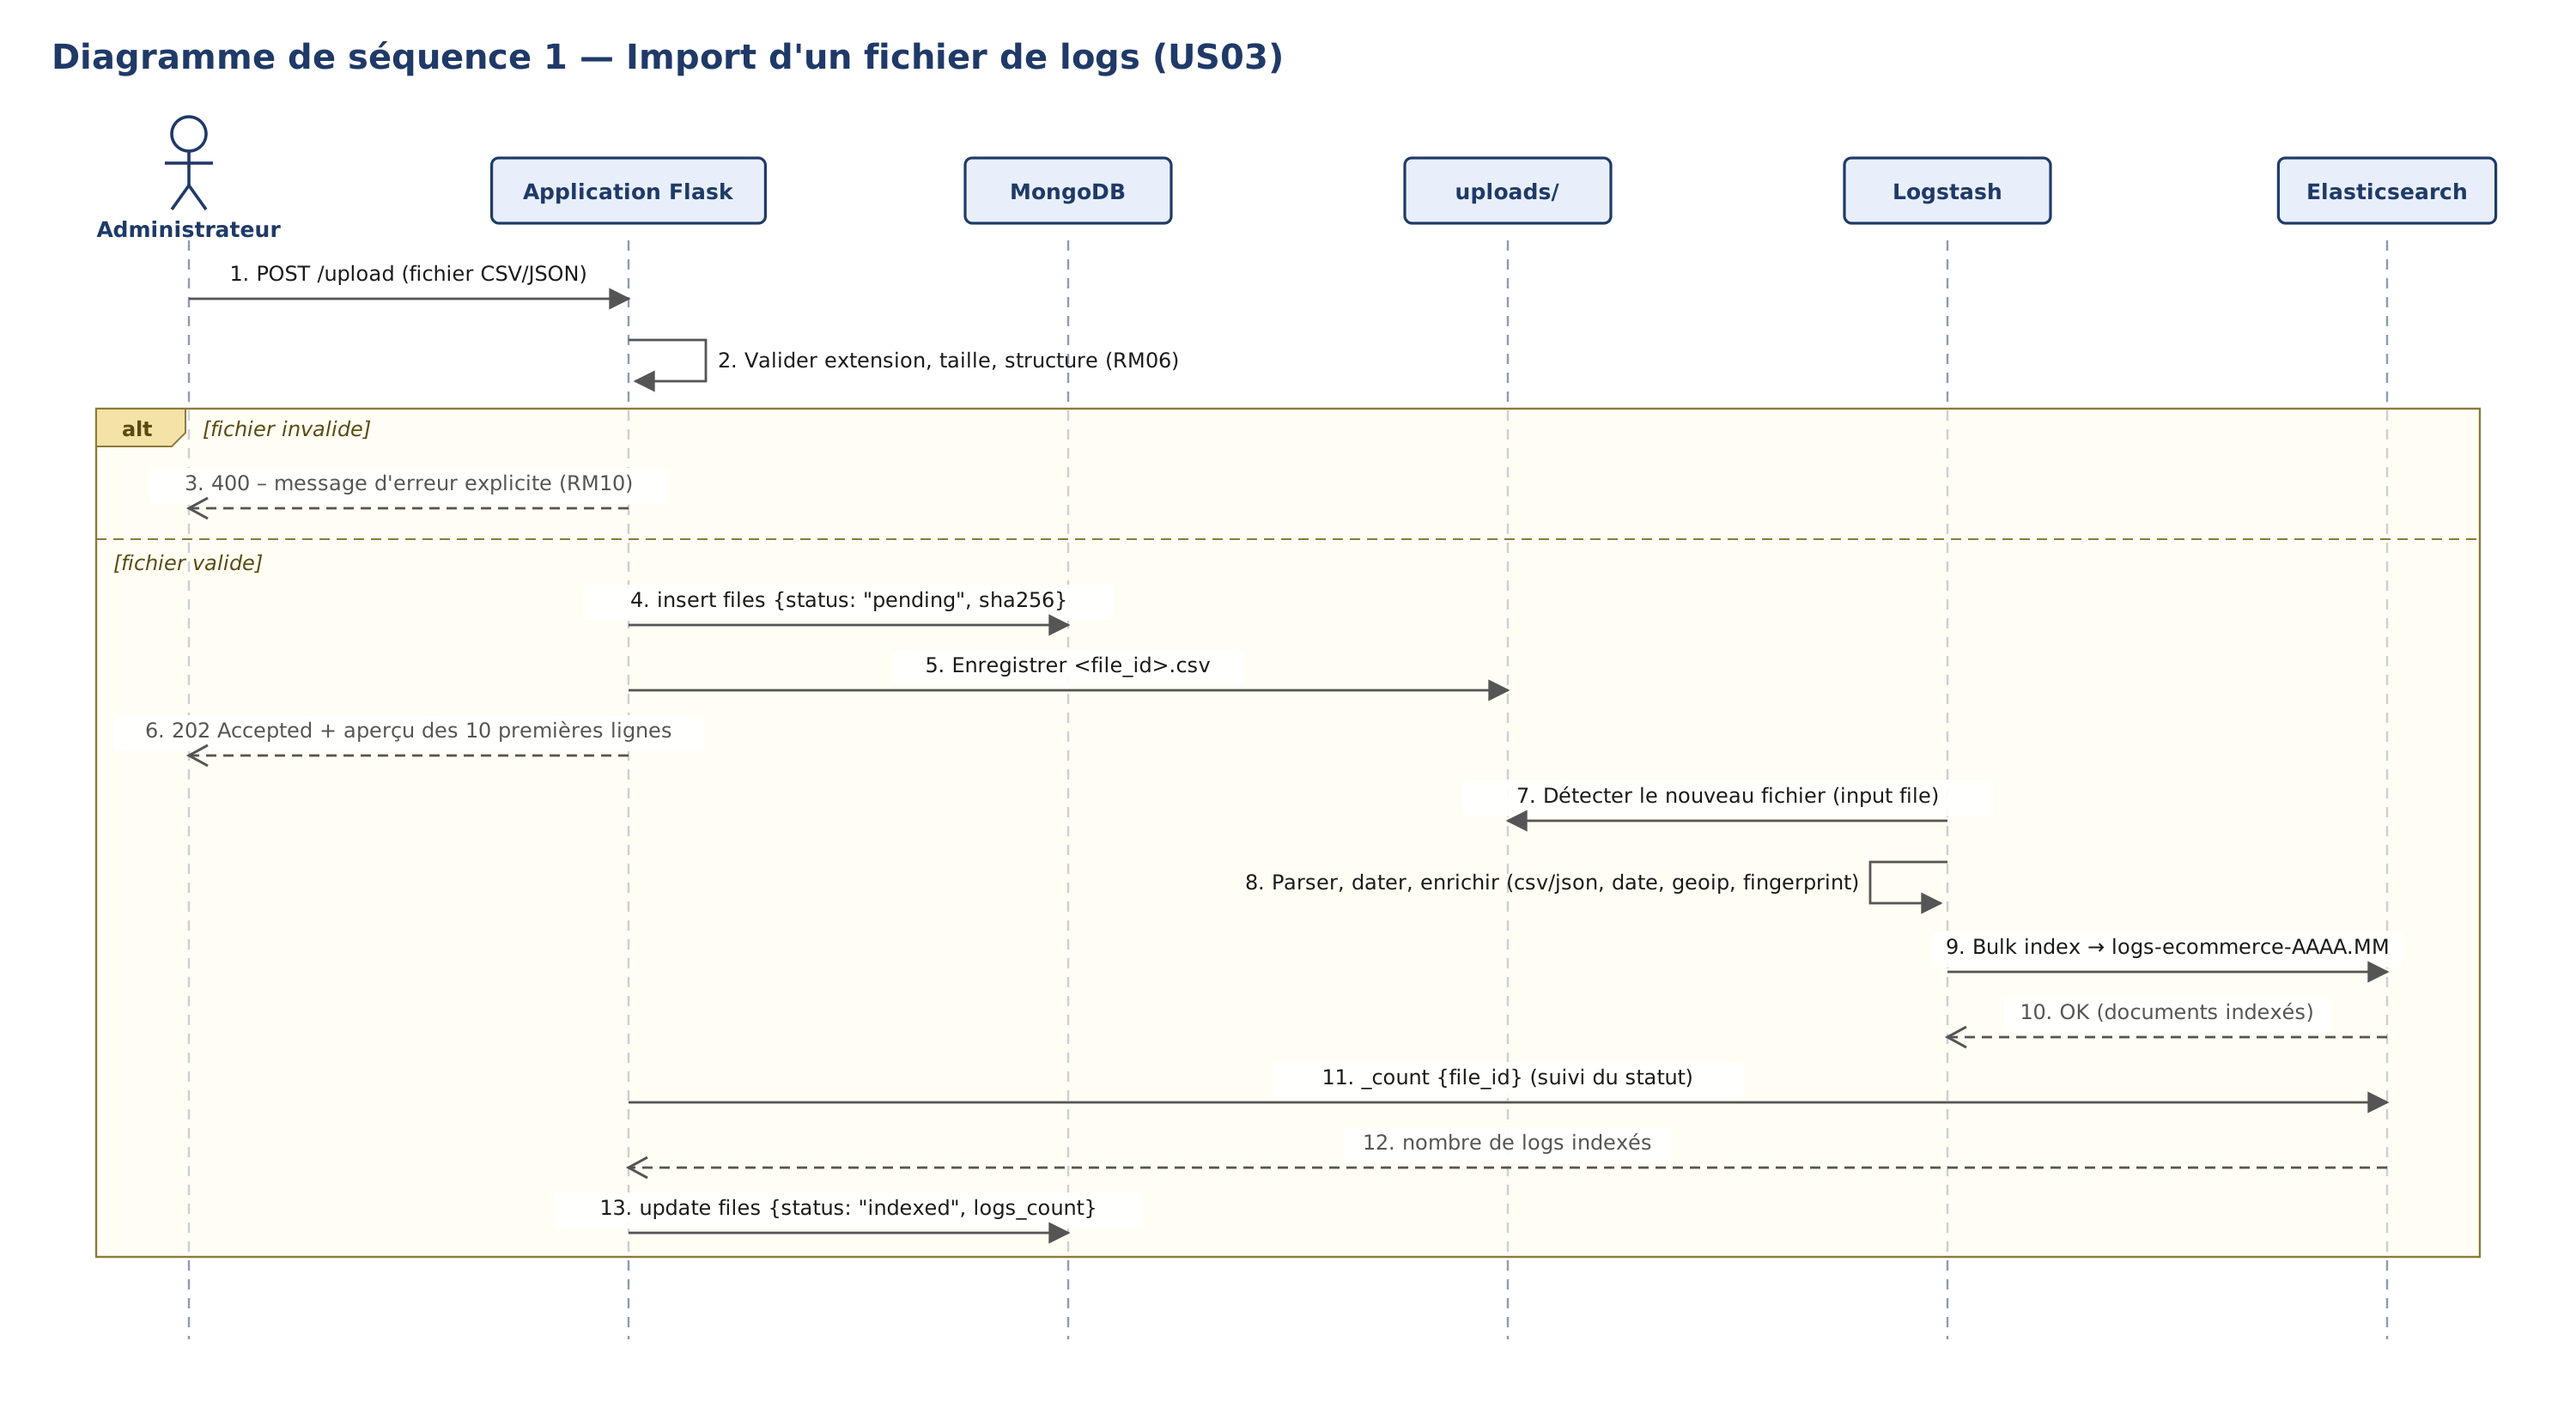 Diagramme de séquence 1 — Import d'un fichier de logs (US03)
Administrateur
Application Flask
MongoDB
uploads/
Logstash
Elasticsearch
1. POST /upload (fichier CSV/JSON)
2. Valider extension, taille, structure (RM06)
alt
[fichier invalide]
3. 400 – message d'erreur explicite (RM10)
[fichier valide]
4. insert files {status: "pending", sha256}
5. Enregistrer <file_id>.csv
6. 202 Accepted + aperçu des 10 premières lignes
7. Détecter le nouveau fichier (input file)
8. Parser, dater, enrichir (csv/json, date, geoip, fingerprint)
9. Bulk index → logs-ecommerce-AAAA.MM
10. OK (documents indexés)
11. _count {file_id} (suivi du statut)
12. nombre de logs indexés
13. update files {status: "indexed", logs_count}